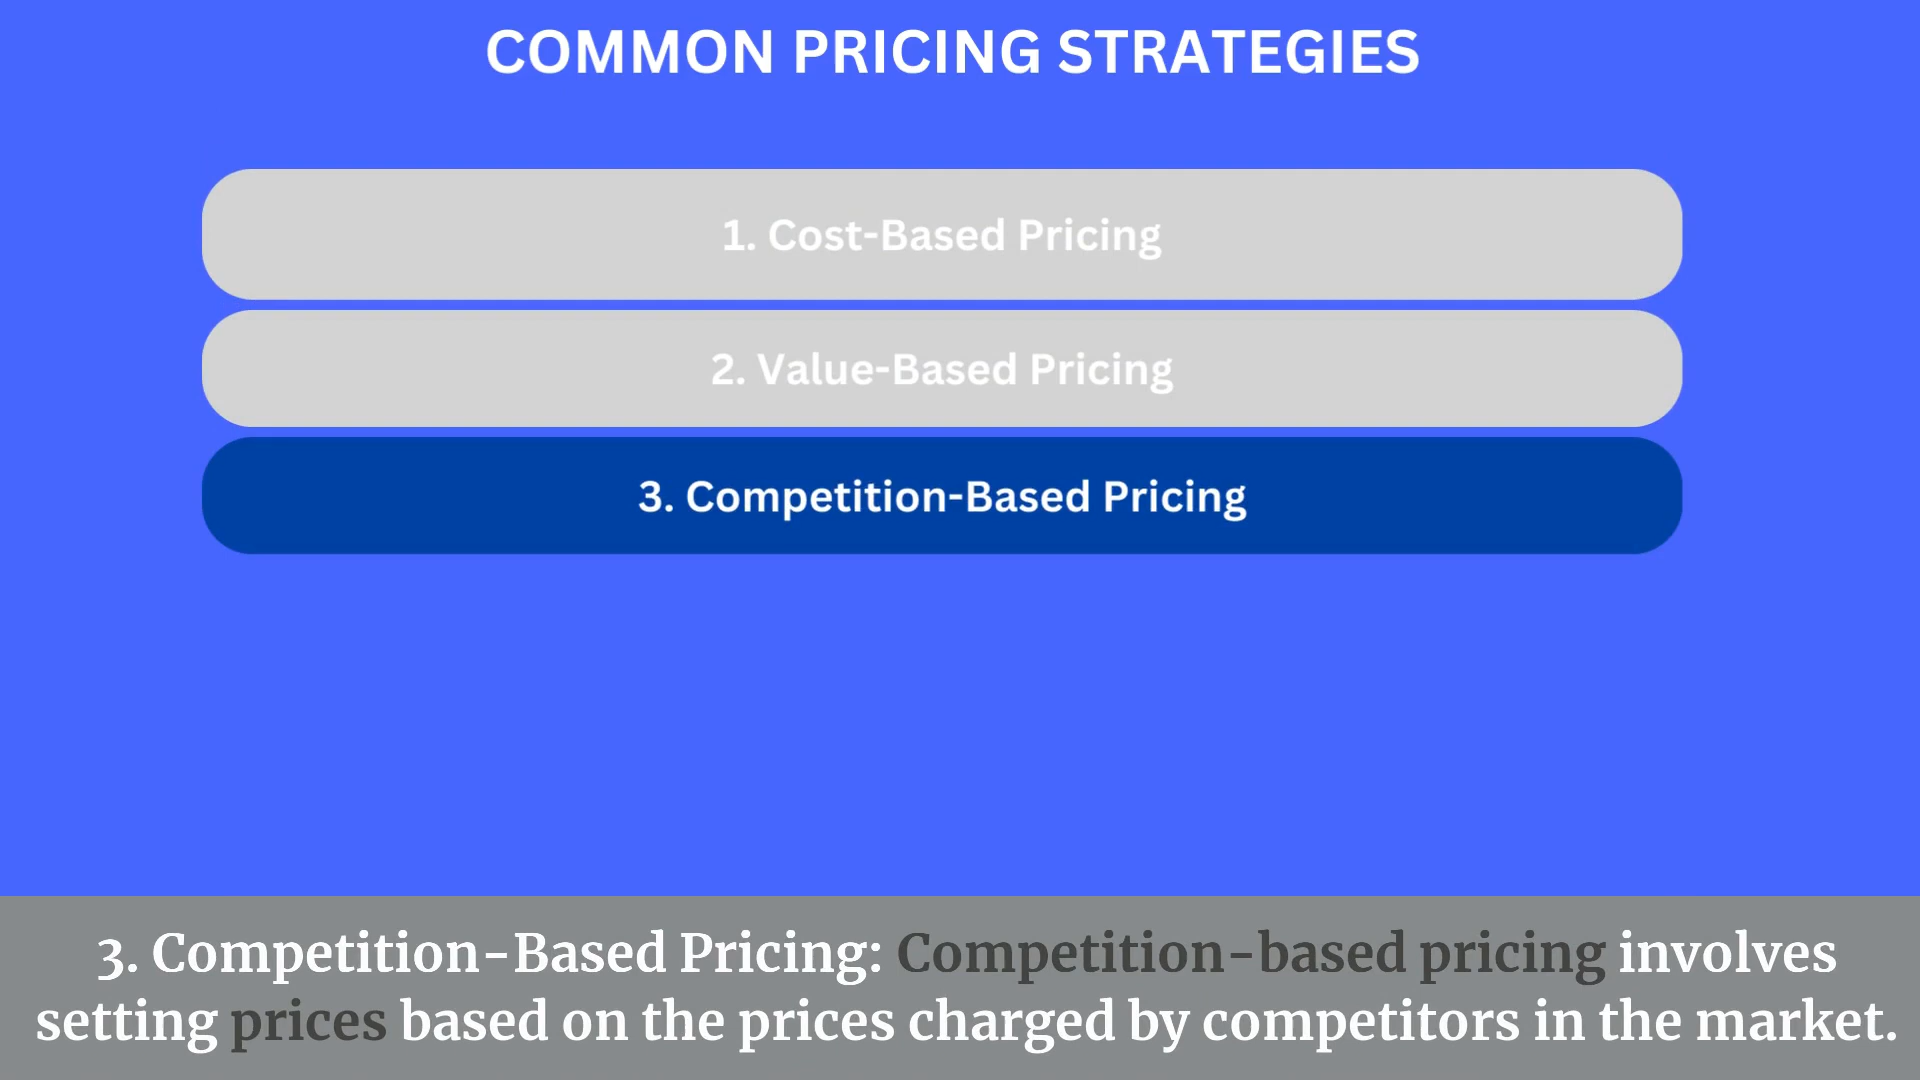 COMMON PRICING STRATEGIES
1. Cost-Based Pricing
2. Value-Based Pricing
3. Competition-Based Pricing
3. Competition-Based Pricing: Competition-based pricing involves
setting prices based on the prices charged by competitors in the market.